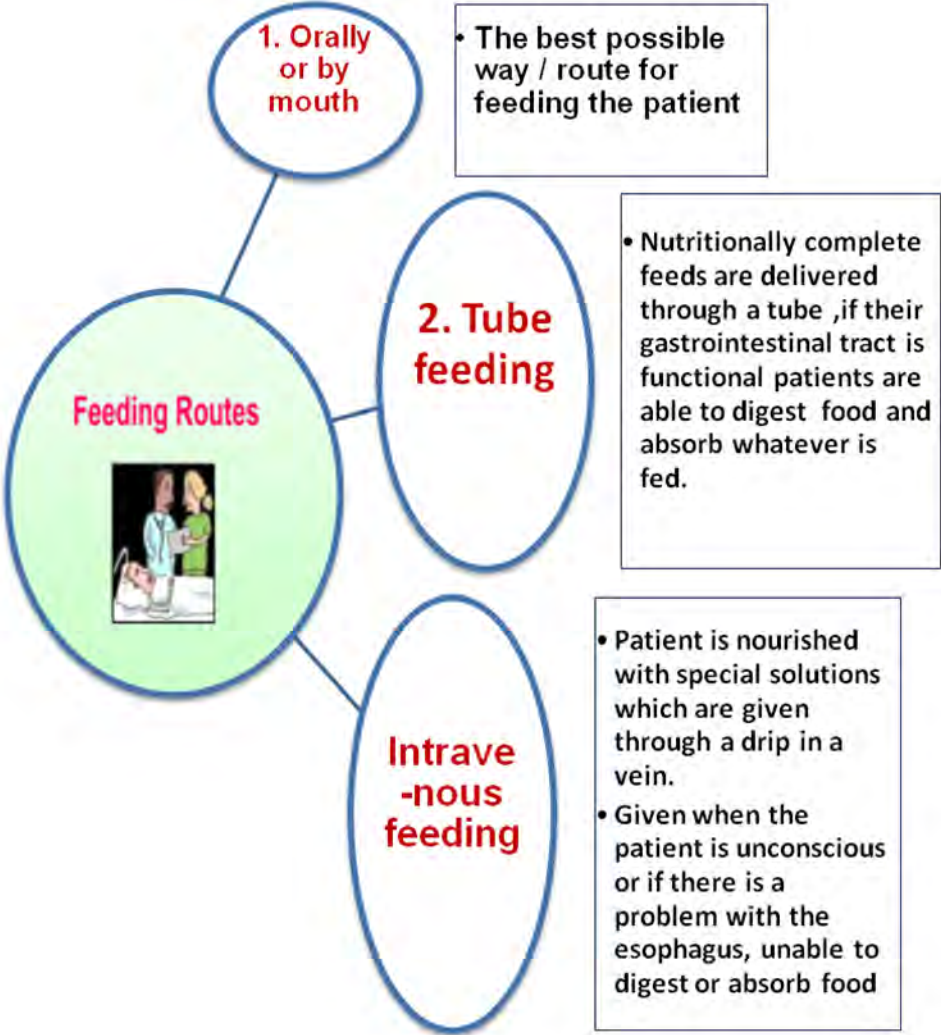 Feeding Routes
1. Orally
or by
mouth
• The best possible
way / route for
feeding the patient
2. Tube
feeding
• Nutritionally complete
feeds are delivered
through a tube ,if their
gastrointestinal tract is
functional patients are
able to digest food and
absorb whatever is
fed.
Intrave
-nous
feeding
• Patient is nourished
with special solutions
which are given
through a drip in a
vein.
• Given when the
patient is unconscious
or if there is a
problem with the
esophagus, unable to
digest or absorb food